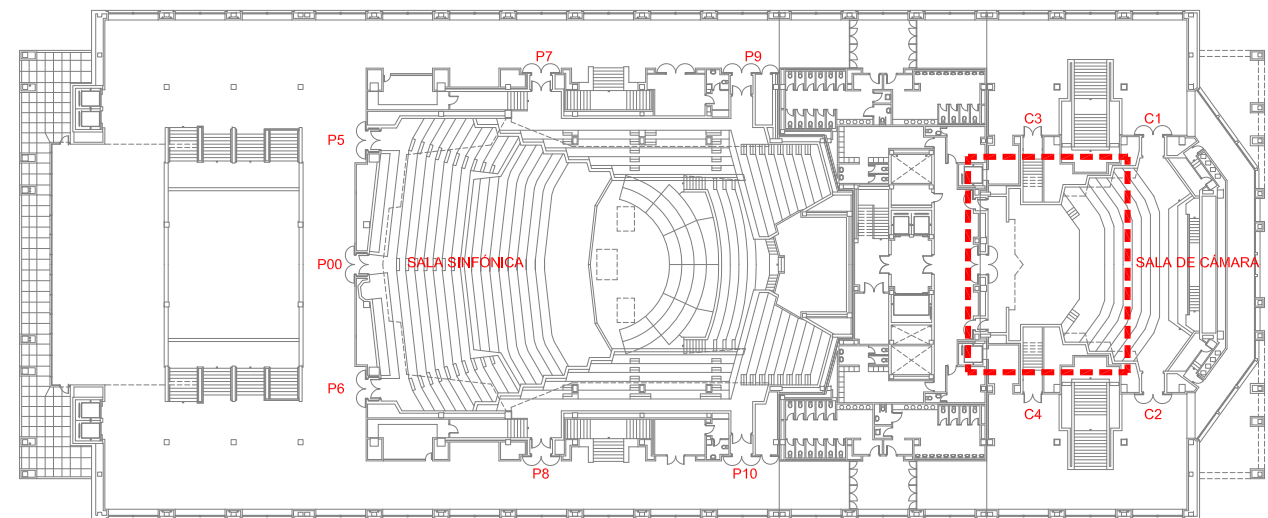 P7
P9
C3
C1
P5
P00
SALA SINFÓNICA
SALA DE CÁMARA
P6
C4
C2
P8
P10